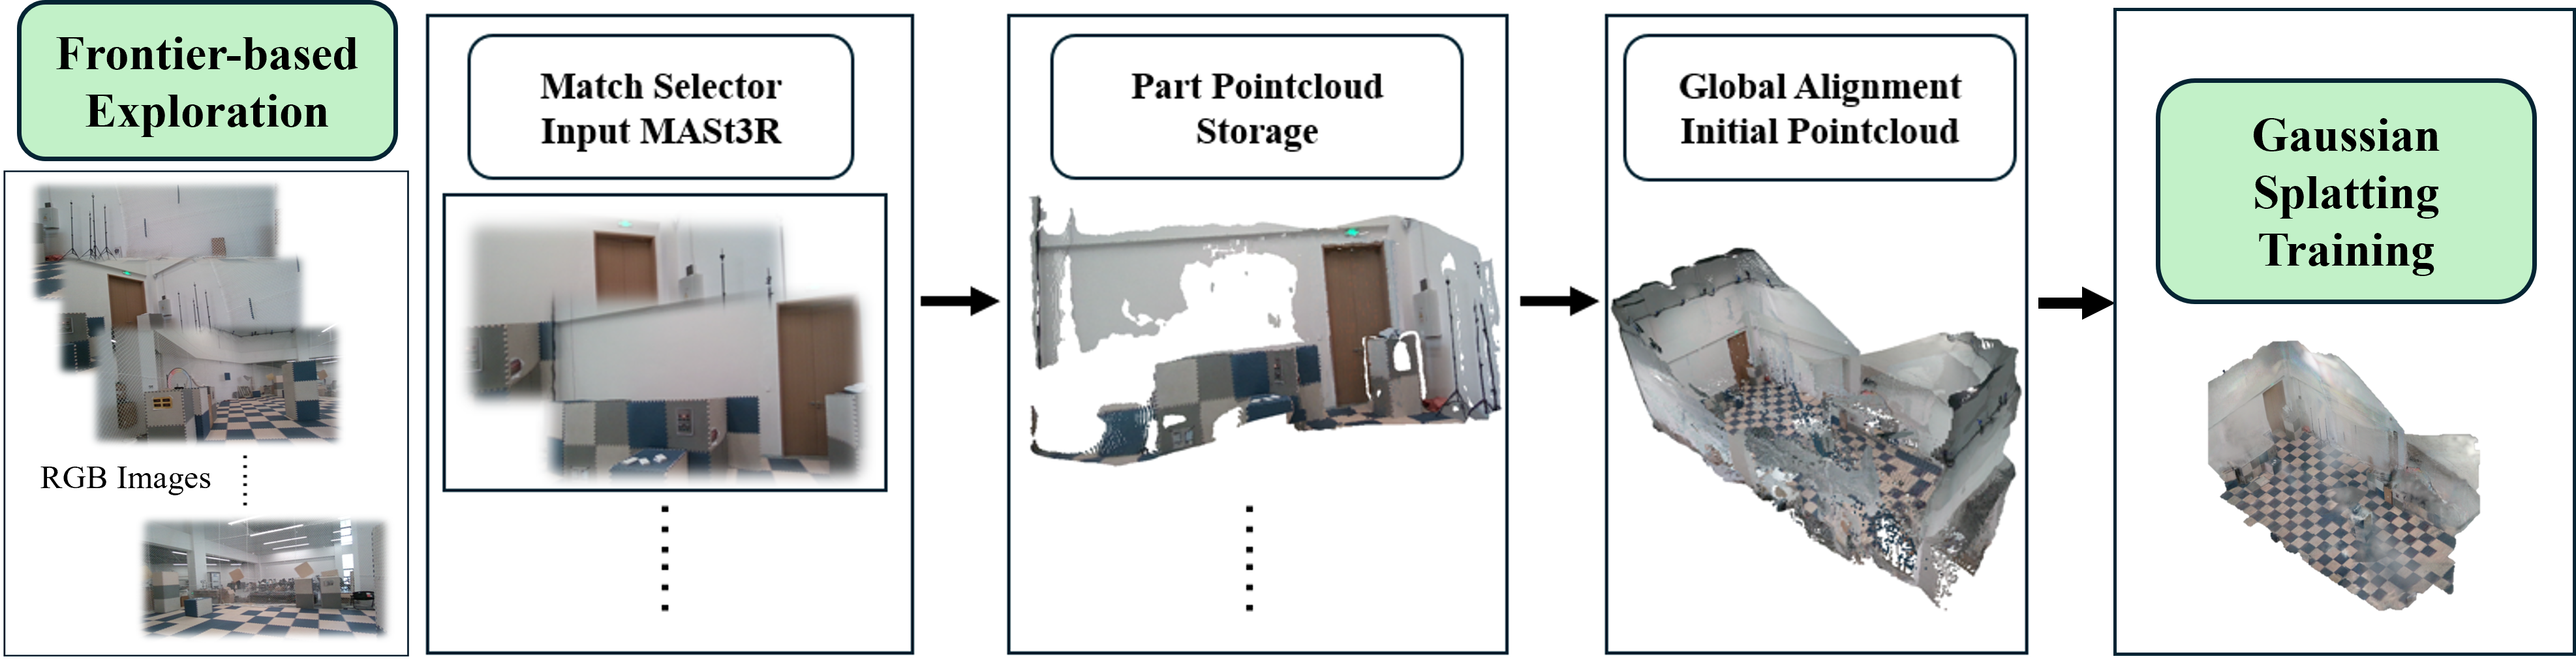 Frontier-based
Exploration
RGB Images
Match Selector
Input MASt3R
Part Pointcloud
Storage
Global Alignment
Initial Pointcloud
Gaussian
Splatting
Training